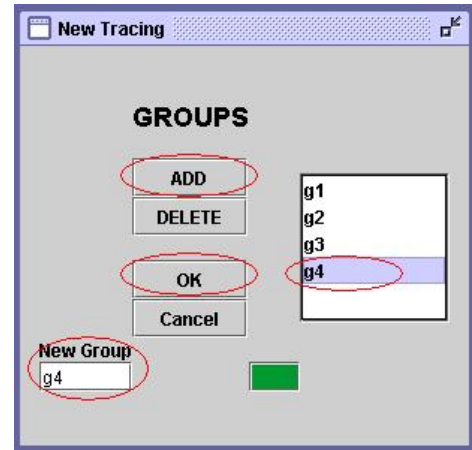 New Tracing
GROUPS
ADD
DELETE
OK
Cancel
g1
g2
g3
g4
New Group
g4